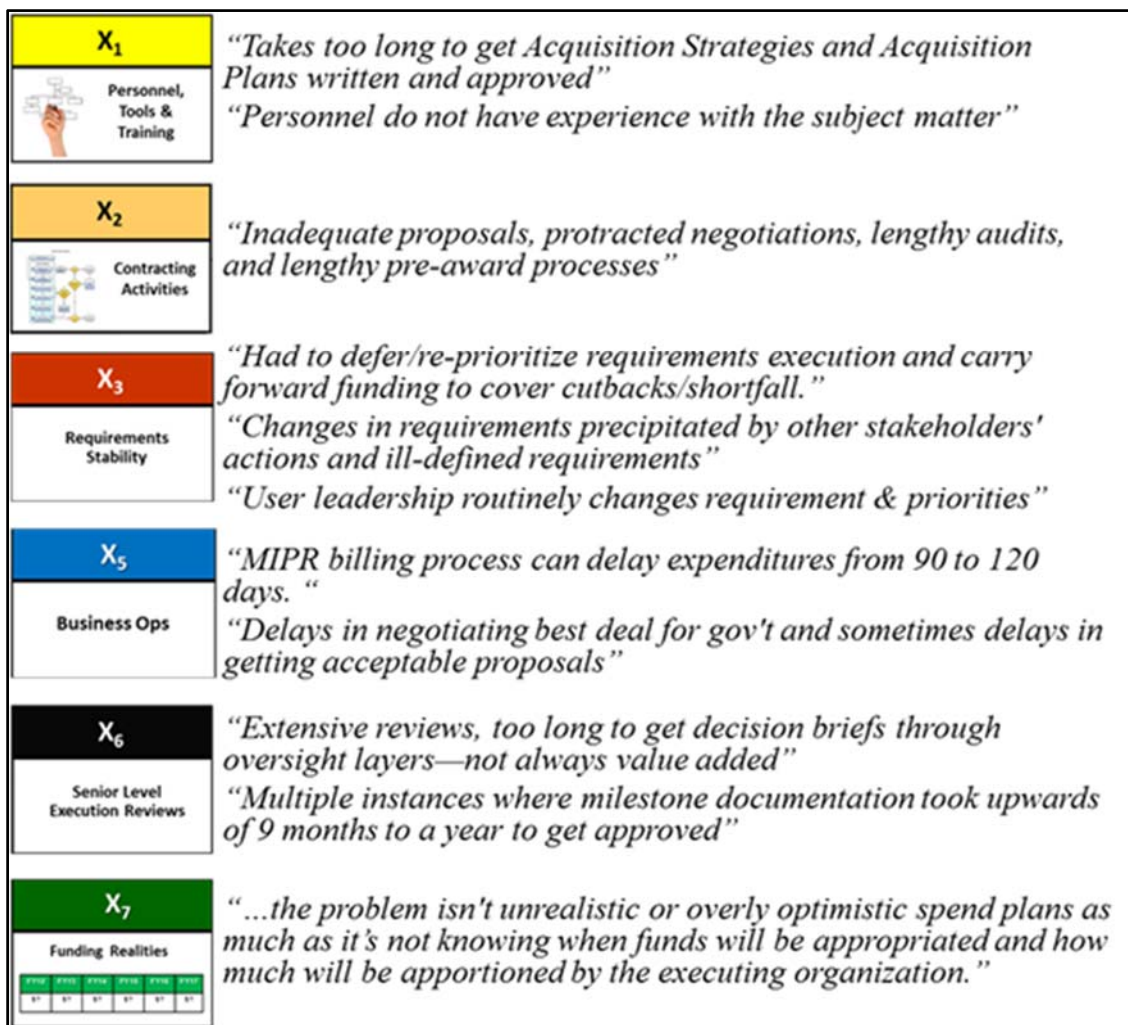 X1
Personnel,
Tools &
Training
“Takes too long to get Acquisition Strategies and Acquisition
Plans written and approved”
“Personnel do not have experience with the subject matter”
X2
Contracting
Activities
“Inadequate proposals, protracted negotiations, lengthy audits,
and lengthy pre-award processes”
X3
Requirements
Stability
“Had to defer/re-prioritize requirements execution and carry
forward funding to cover cutbacks/shortfall.”
“Changes in requirements precipitated by other stakeholders'
actions and ill-defined requirements”
“User leadership routinely changes requirement & priorities”
X5
Business Ops
“MIPR billing process can delay expenditures from 90 to 120
days. “
“Delays in negotiating best deal for gov't and sometimes delays in
getting acceptable proposals”
X6
Senior Level
Execution Reviews
“Extensive reviews, too long to get decision briefs through
oversight layers—not always value added”
“Multiple instances where milestone documentation took upwards
of 9 months to a year to get approved”
X7
Funding Realities
“…the problem isn't unrealistic or overly optimistic spend plans as
much as it’s not knowing when funds will be appropriated and how
much will be apportioned by the executing organization.”